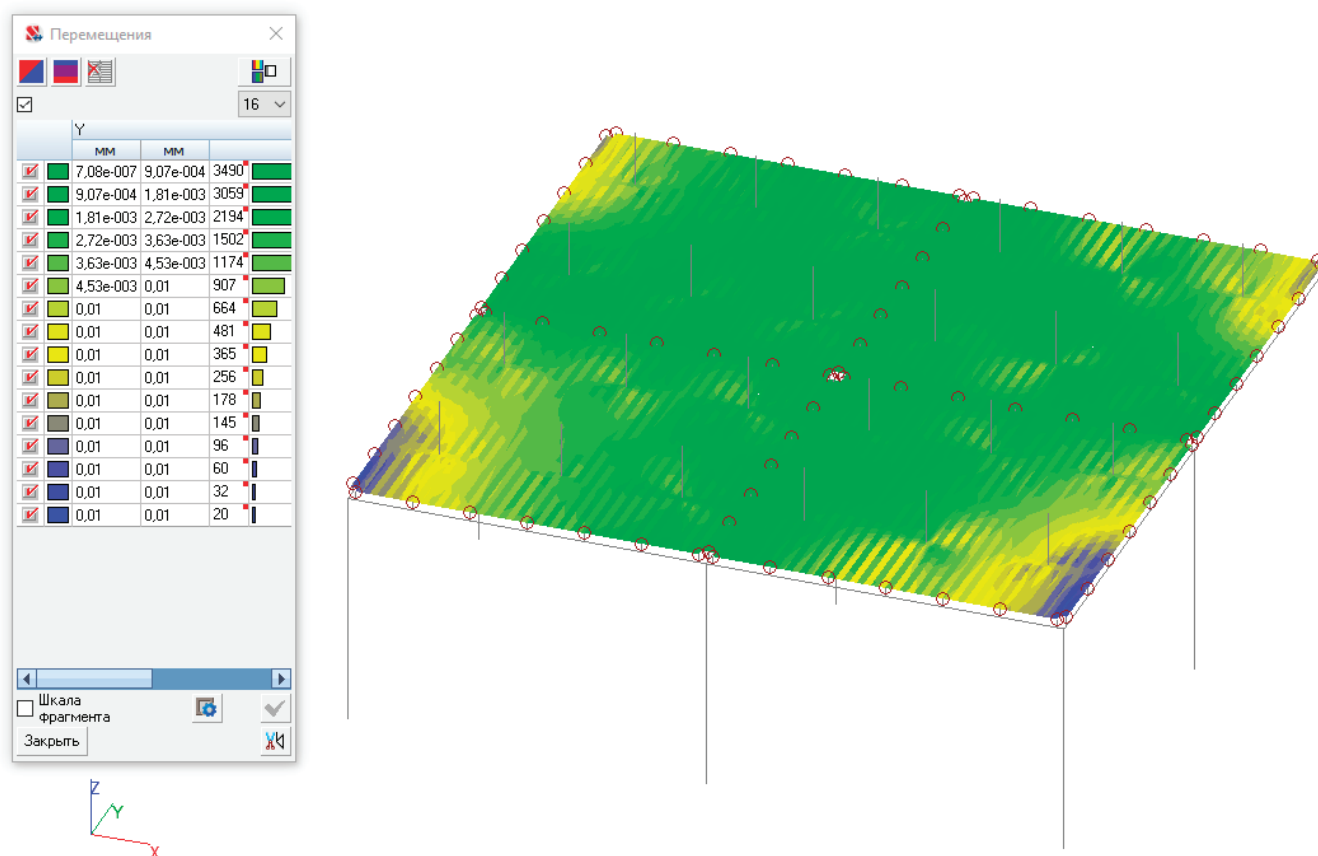 Перемещения
16
Y
мм мм
7,08e-007 9,07e-004 3490
9,07e-004 1,81e-003 3059
1,81e-003 2,72e-003 2194
2,72e-003 3,63e-003 1502
3,63e-003 4,53e-003 1174
4,53e-003 0,01 907
0,01 0,01 664
0,01 0,01 481
0,01 0,01 365
0,01 0,01 256
0,01 0,01 178
0,01 0,01 145
0,01 0,01 96
0,01 0,01 60
0,01 0,01 32
0,01 0,01 20
Шкала
фрагмента
Закрыть
Z
Y
X